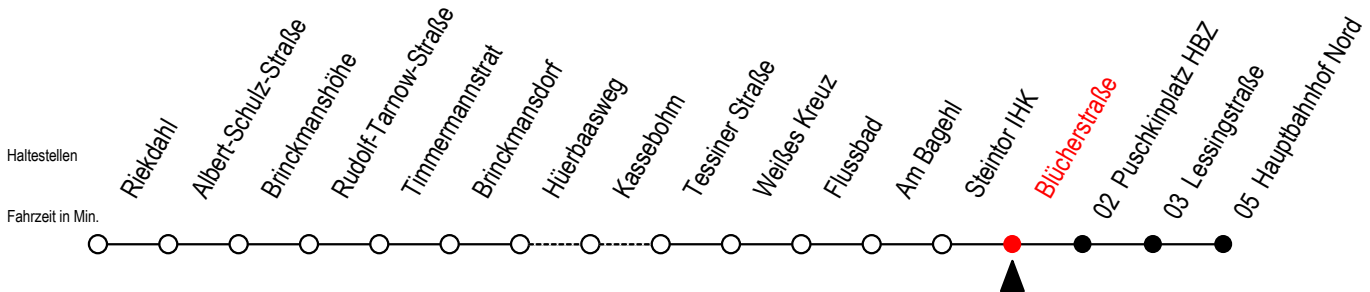 Haltestellen
Fahrzeit in Min.
Riekdahl
Albert-Schulz-Straße
Brinckmanshöhe
Rudolf-Tarnow-Straße
Timmermannstrat
Brinckmansdorf
Hüerbaasweg
Kassebohm
Tessiner Straße
Weißes Kreuz
Flussbad
Am Bagehl
Steintor IHK
Blücherstraße
02 Puschkinplatz HBZ
03 Lessingstraße
05 Hauptbahnhof Nord